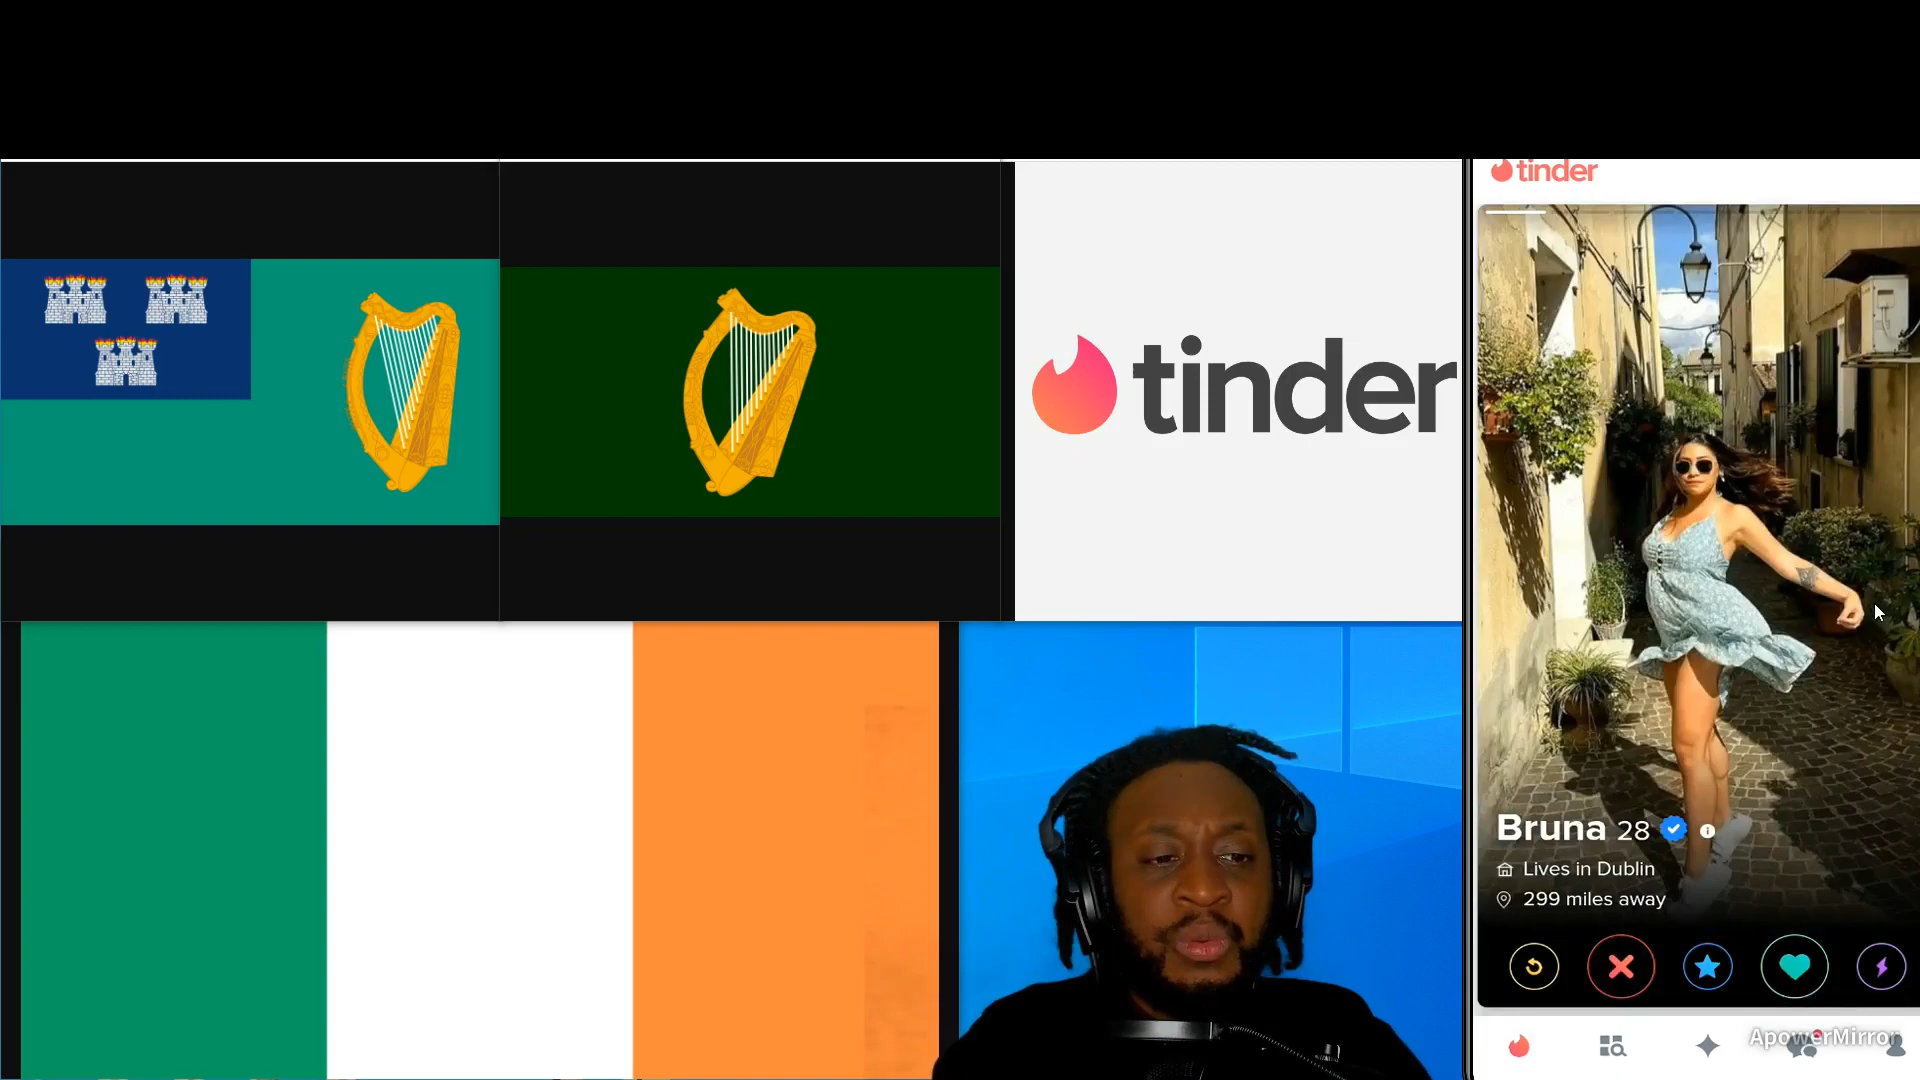 tinder
tinder
Bruna 28
Lives in Dublin
299 miles away
ApowerMirror